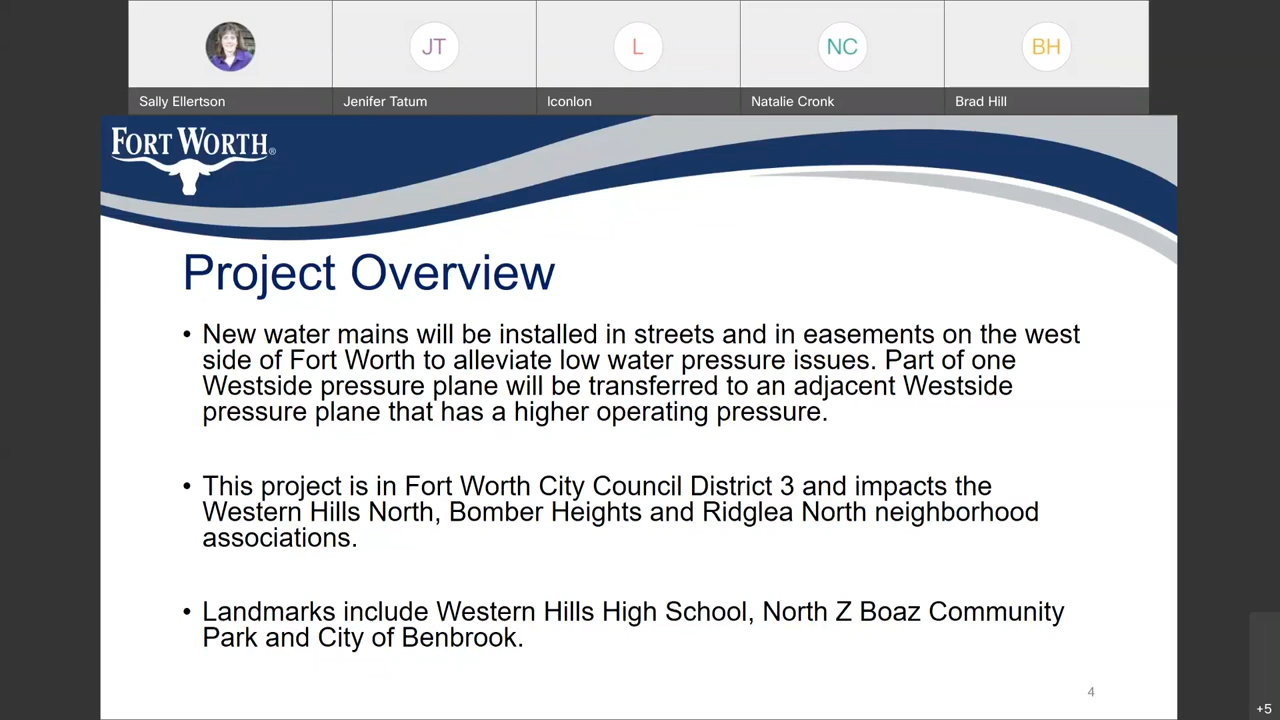 JT
L
NC
BH
Sally Ellertson
Jenifer Tatum
Iconlon
Natalie Cronk
Brad Hill
FORT WORTH®
Project Overview
• New water mains will be installed in streets and in easements on the west
side of Fort Worth to alleviate low water pressure issues. Part of one
Westside pressure plane will be transferred to an adjacent Westside
pressure plane that has a higher operating pressure.
• This project is in Fort Worth City Council District 3 and impacts the
Western Hills North, Bomber Heights and Ridglea North neighborhood
associations.
• Landmarks include Western Hills High School, North Z Boaz Community
Park and City of Benbrook.
4
+5